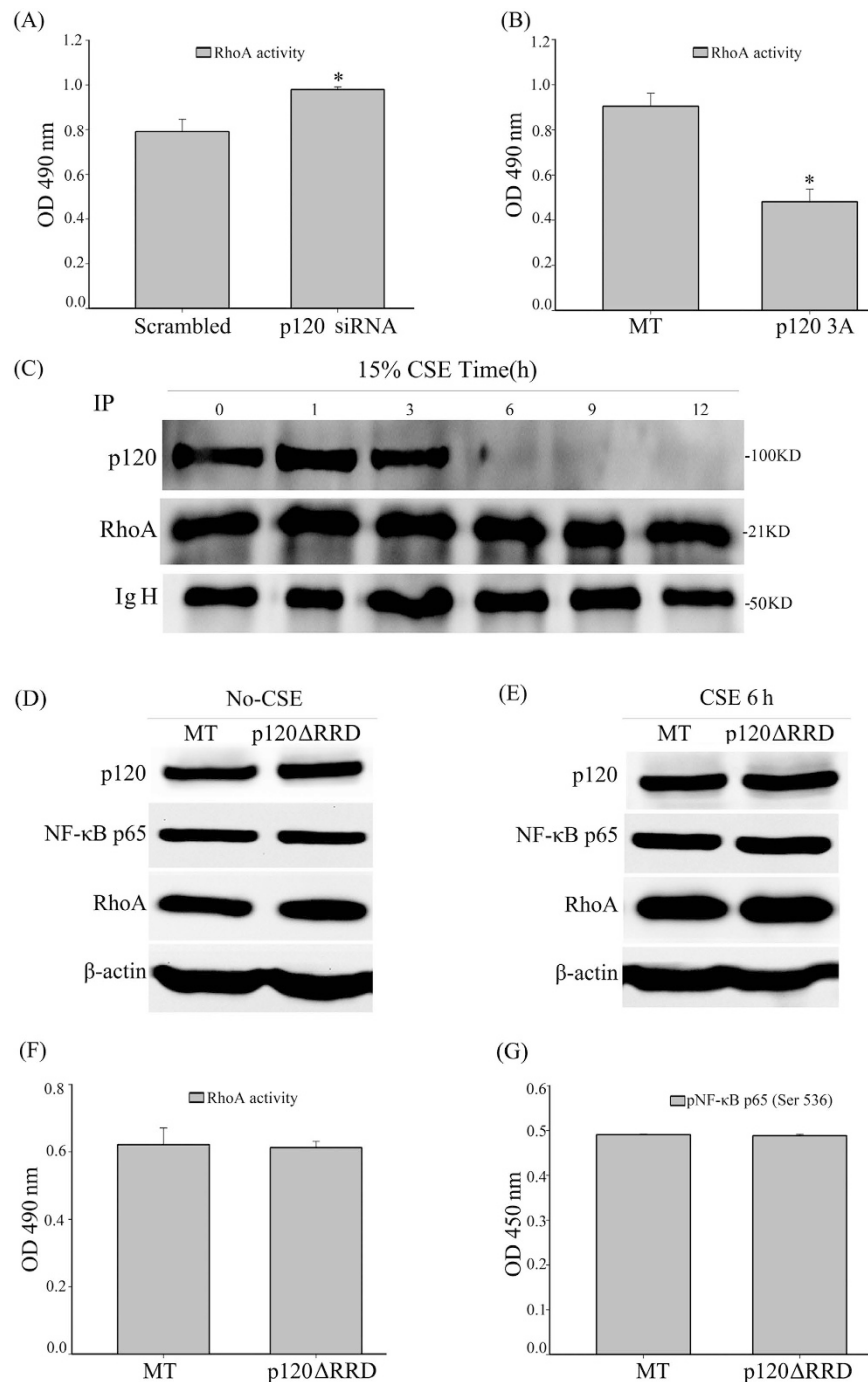 (A)
1.2
1.0
0.8
0.6
0.4
0.2
0.0
OD 490 nm
RhoA activity
*
Scrambled p120 siRNA
(B)
1.2
1.0
0.8
0.6
0.4
0.2
0.0
OD 490 nm
RhoA activity
*
MT p120 3A
(C)
15% CSE Time(h)
IP 0 1 3 6 9 12
p120 -100KD
RhoA -21KD
Ig H -50KD
(D)
No-CSE
MT p120ΔRRD
p120
NF-κB p65
RhoA
β-actin
(E)
CSE 6 h
MT p120ΔRRD
p120
NF-κB p65
RhoA
β-actin
(F)
0.8
0.6
0.4
0.2
0.0
OD 490 nm
RhoA activity
MT p120ΔRRD
(G)
0.6
0.5
0.4
0.3
0.2
0.1
0.0
OD 450 nm
pNF-κB p65 (Ser 536)
MT p120ΔRRD